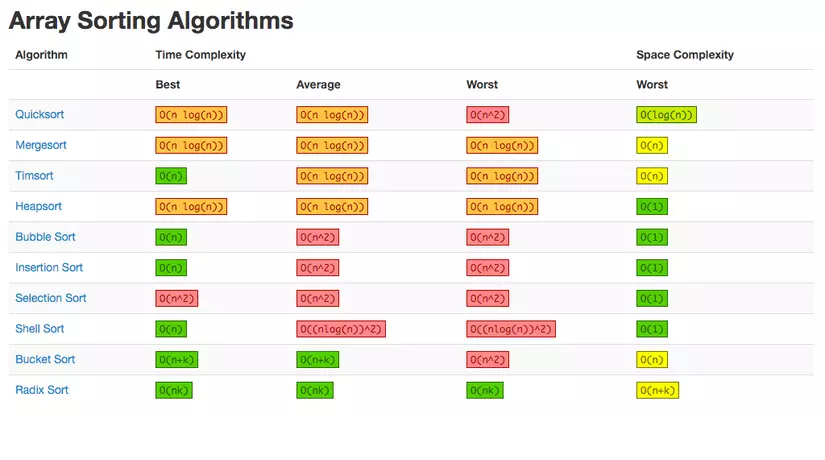 Array Sorting Algorithms
Algorithm Time Complexity Space Complexity
Best Average Worst Worst
Quicksort O(n log(n)) O(n log(n)) O(n^2) O(log(n))
Mergesort O(n log(n)) O(n log(n)) O(n log(n)) O(n)
Timsort O(n) O(n log(n)) O(n log(n)) O(n)
Heapsort O(n log(n)) O(n log(n)) O(n log(n)) O(1)
Bubble Sort O(n) O(n^2) O(n^2) O(1)
Insertion Sort O(n) O(n^2) O(n^2) O(1)
Selection Sort O(n^2) O(n^2) O(n^2) O(1)
Shell Sort O(n) O((nlog(n))^2) O((nlog(n))^2) O(1)
Bucket Sort O(n+k) O(n+k) O(n^2) O(n)
Radix Sort O(nk) O(nk) O(nk) O(n+k)